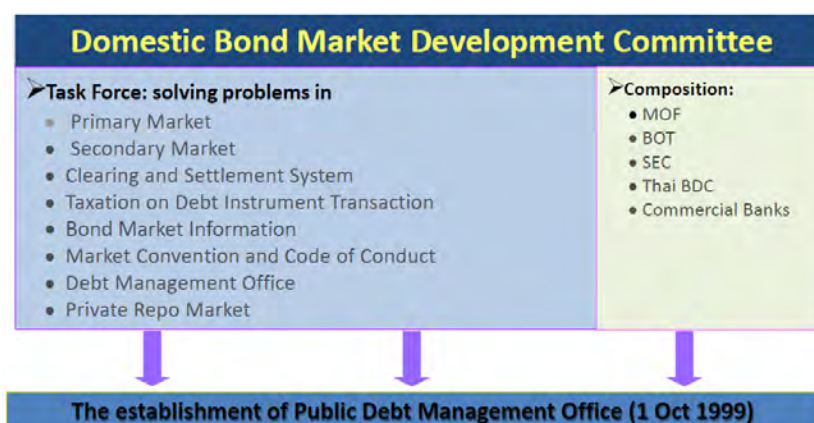 Domestic Bond Market Development Committee
➢Task Force: solving problems in
• Primary Market
• Secondary Market
• Clearing and Settlement System
• Taxation on Debt Instrument Transaction
• Bond Market Information
• Market Convention and Code of Conduct
• Debt Management Office
• Private Repo Market
➢Composition:
• MOF
• BOT
• SEC
• Thai BDC
• Commercial Banks
The establishment of Public Debt Management Office (1 Oct 1999)